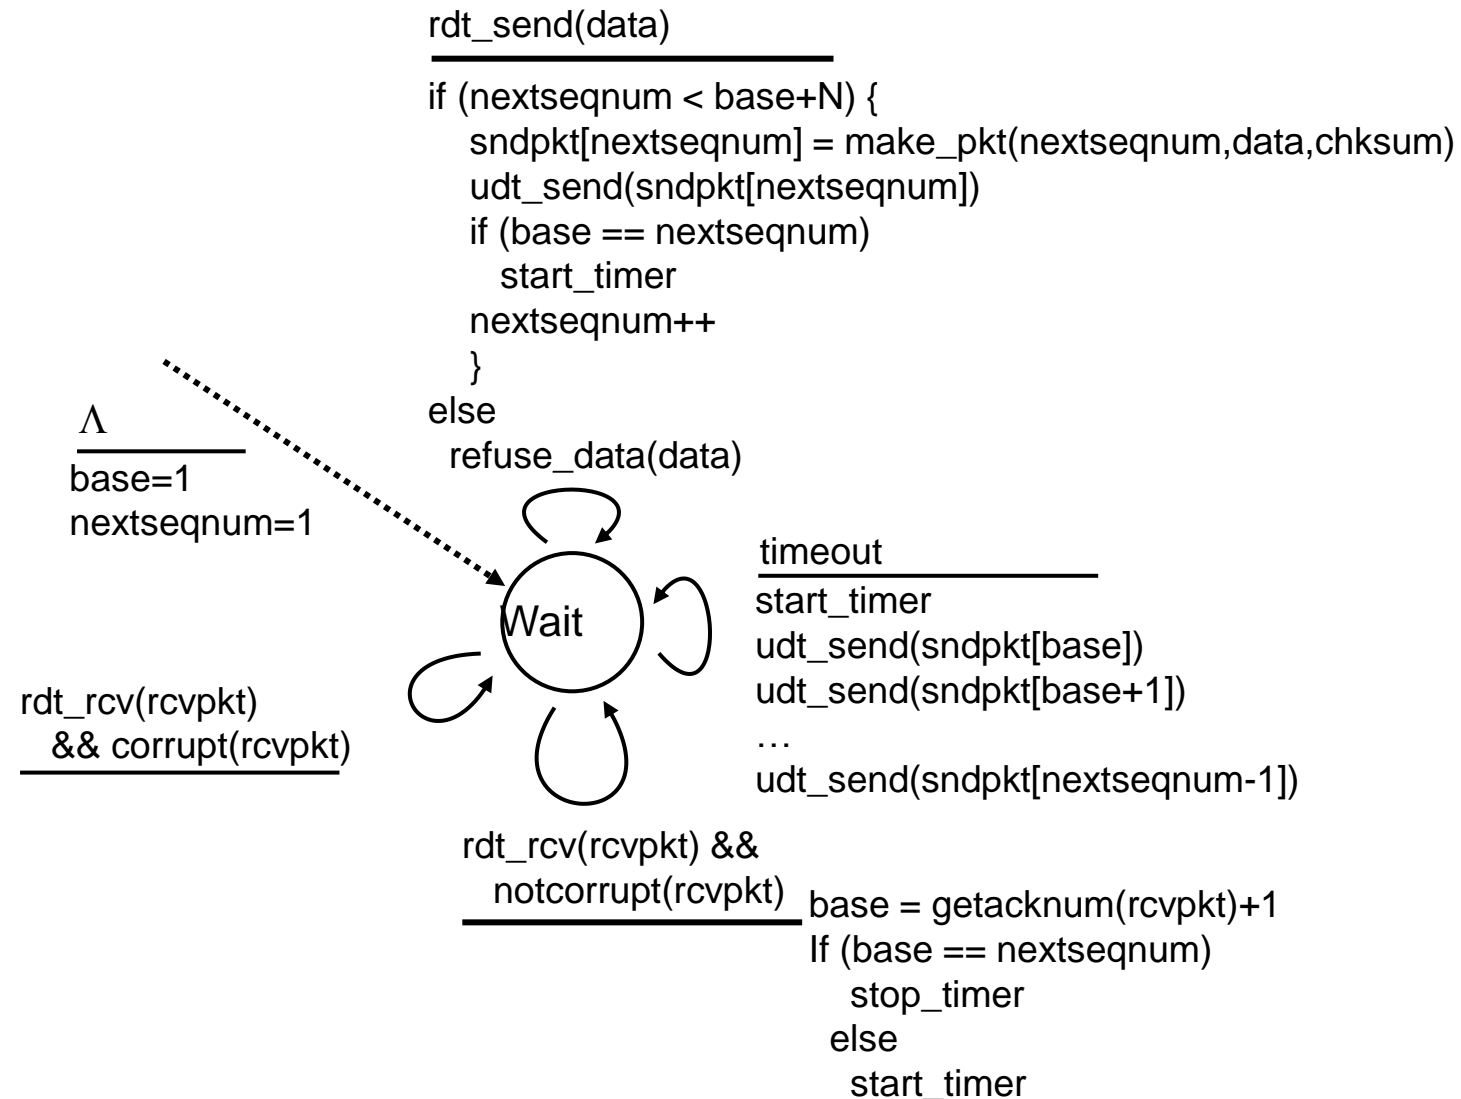 rdt_send(data)
if (nextseqnum < base+N) {
sndpkt[nextseqnum] = make_pkt(nextseqnum,data,chksum)
udt_send(sndpkt[nextseqnum])
if (base == nextseqnum)
start_timer
nextseqnum++
}
else
refuse_data(data)
Λ
base=1
nextseqnum=1
Wait
timeout
start_timer
udt_send(sndpkt[base])
udt_send(sndpkt[base+1])
…
udt_send(sndpkt[nextseqnum-1])
rdt_rcv(rcvpkt)
&& corrupt(rcvpkt)
rdt_rcv(rcvpkt) &&
notcorrupt(rcvpkt)
base = getacknum(rcvpkt)+1
If (base == nextseqnum)
stop_timer
else
start_timer